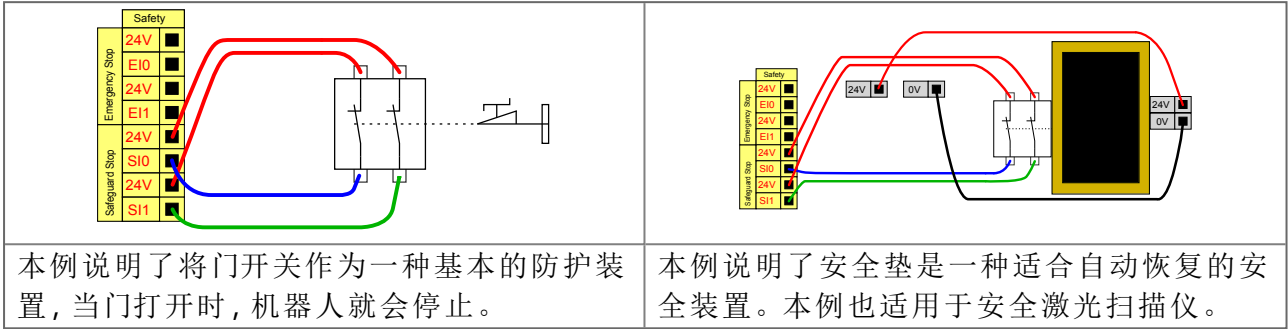 Safety
Emergency Stop
24V
EI0
24V
EI1
Safeguard Stop
24V
SI0
24V
SI1
本例说明了将门开关作为一种基本的防护装
置，当门打开时，机器人就会停止。
Safety
Emergency Stop
24V
EI0
24V
EI1
Safeguard Stop
24V
SI0
24V
SI1
24V
0V
24V
0V
本例说明了安全垫是一种适合自动恢复的安
全装置。本例也适用于安全激光扫描仪。